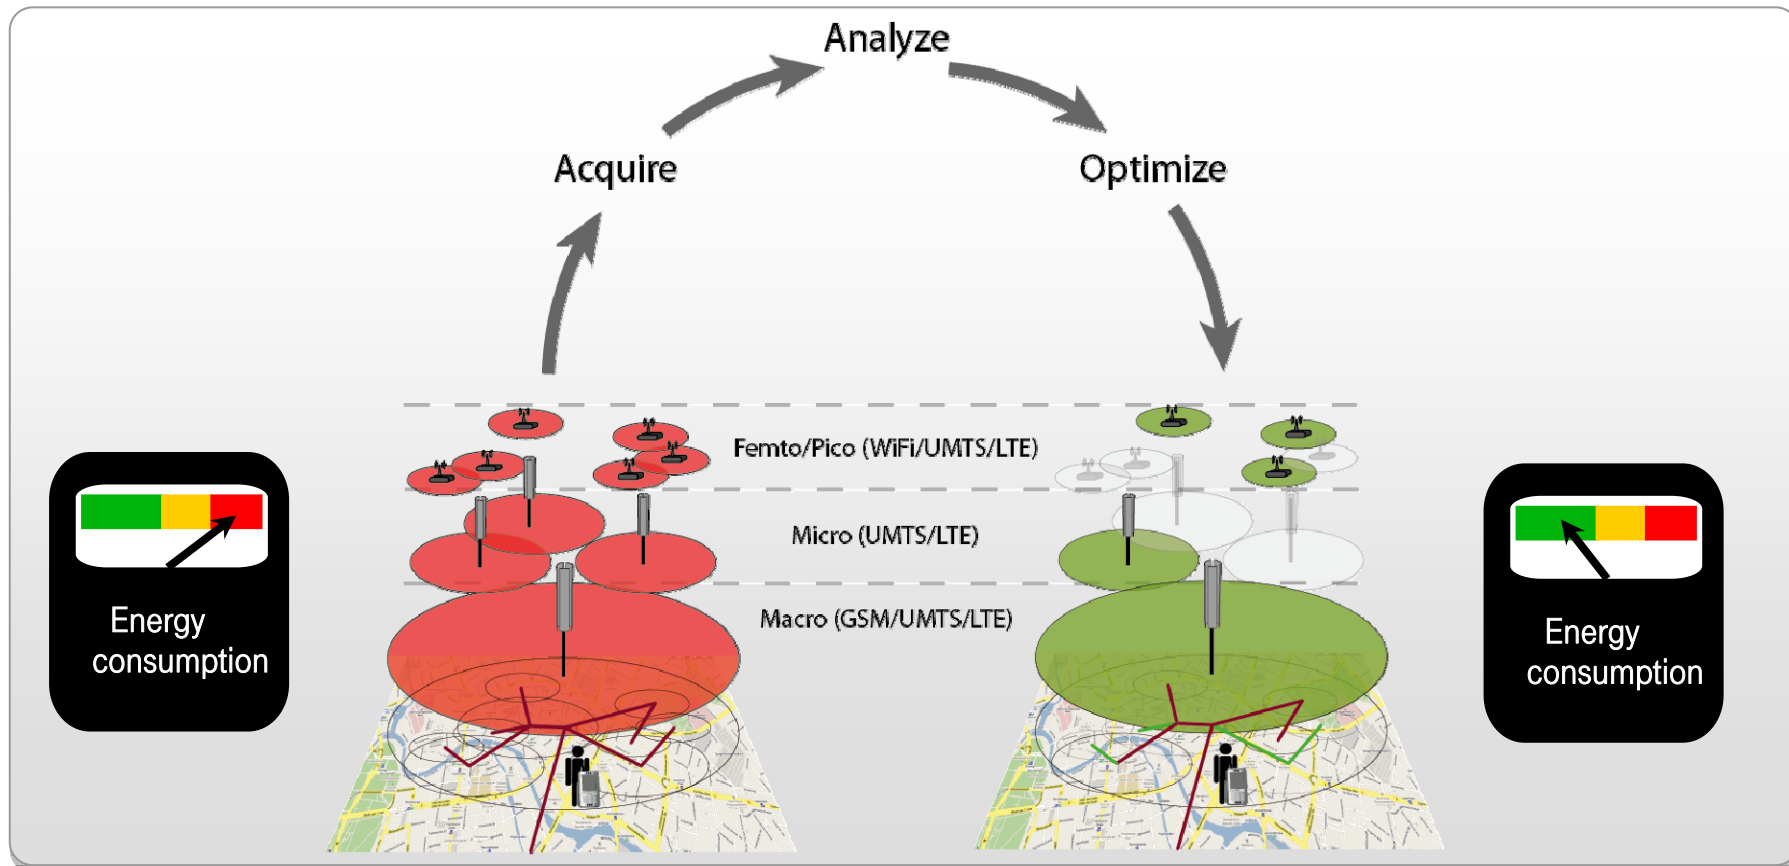 Analyze
Acquire
Optimize
Femto/Pico (WiFi/UMTS/LTE)
Micro (UMTS/LTE)
Macro (GSM/UMTS/LTE)
Energy
consumption
Energy
consumption